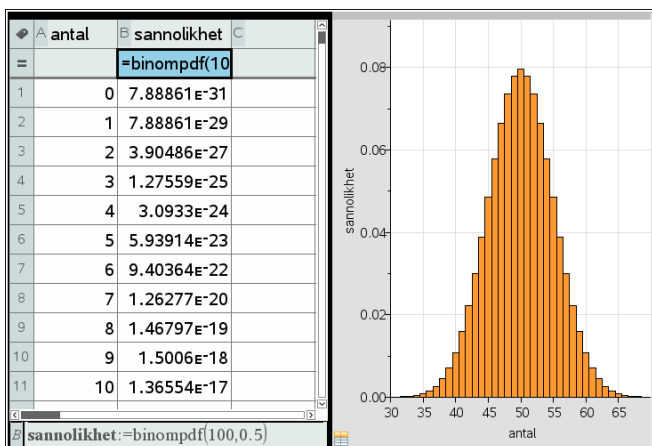 A antal B sannolikhet C
= =binompdf(10
1 0 7.88861ᴇ-31
2 1 7.88861ᴇ-29
3 2 3.90486ᴇ-27
4 3 1.27559ᴇ-25
5 4 3.0933ᴇ-24
6 5 5.93914ᴇ-23
7 6 9.40364ᴇ-22
8 7 1.26277ᴇ-20
9 8 1.46797ᴇ-19
10 9 1.5006ᴇ-18
11 10 1.36554ᴇ-17
B sannolikhet:=binompdf(100,0.5)
0.08
0.06
sannolikhet
0.04
0.02
0.00
30 35 40 45 50 55 60 65
antal